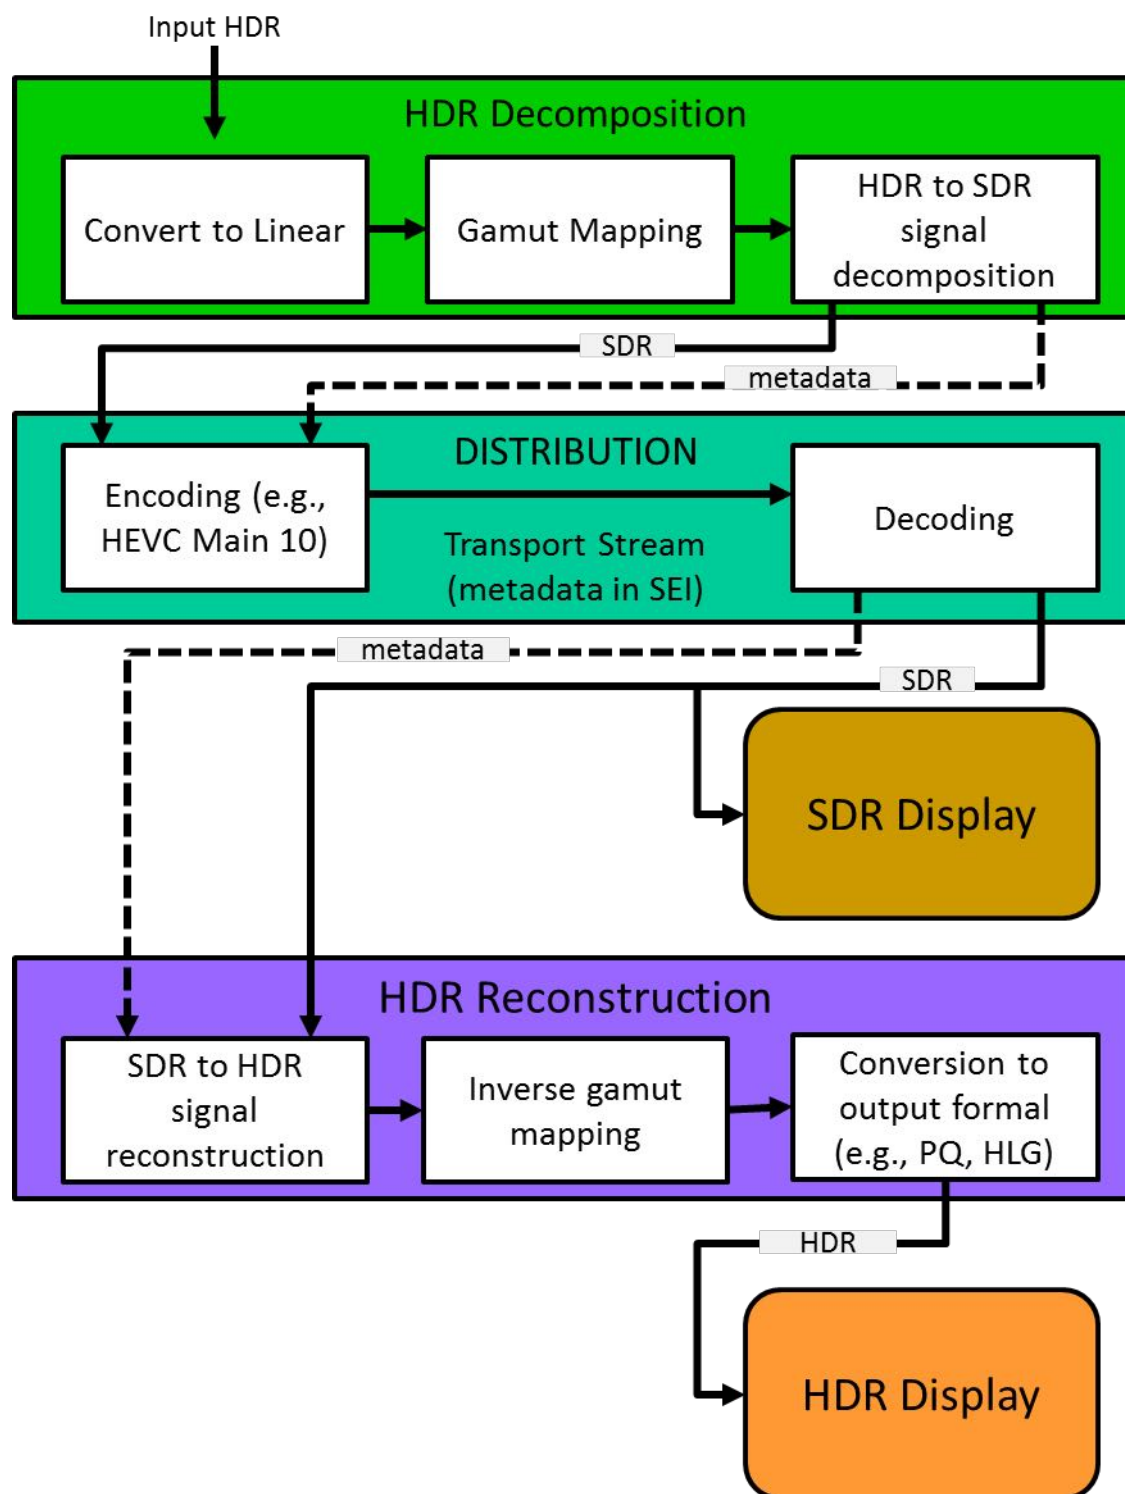 Input HDR
HDR Decomposition
Convert to Linear
Gamut Mapping
HDR to SDR
signal
decomposition
SDR
metadata
DISTRIBUTION
Encoding (e.g.,
HEVC Main 10)
Transport Stream
(metadata in SEI)
Decoding
metadata
SDR
SDR Display
HDR Reconstruction
SDR to HDR
signal
reconstruction
Inverse gamut
mapping
Conversion to
output formal
(e.g., PQ, HLG)
HDR
HDR Display